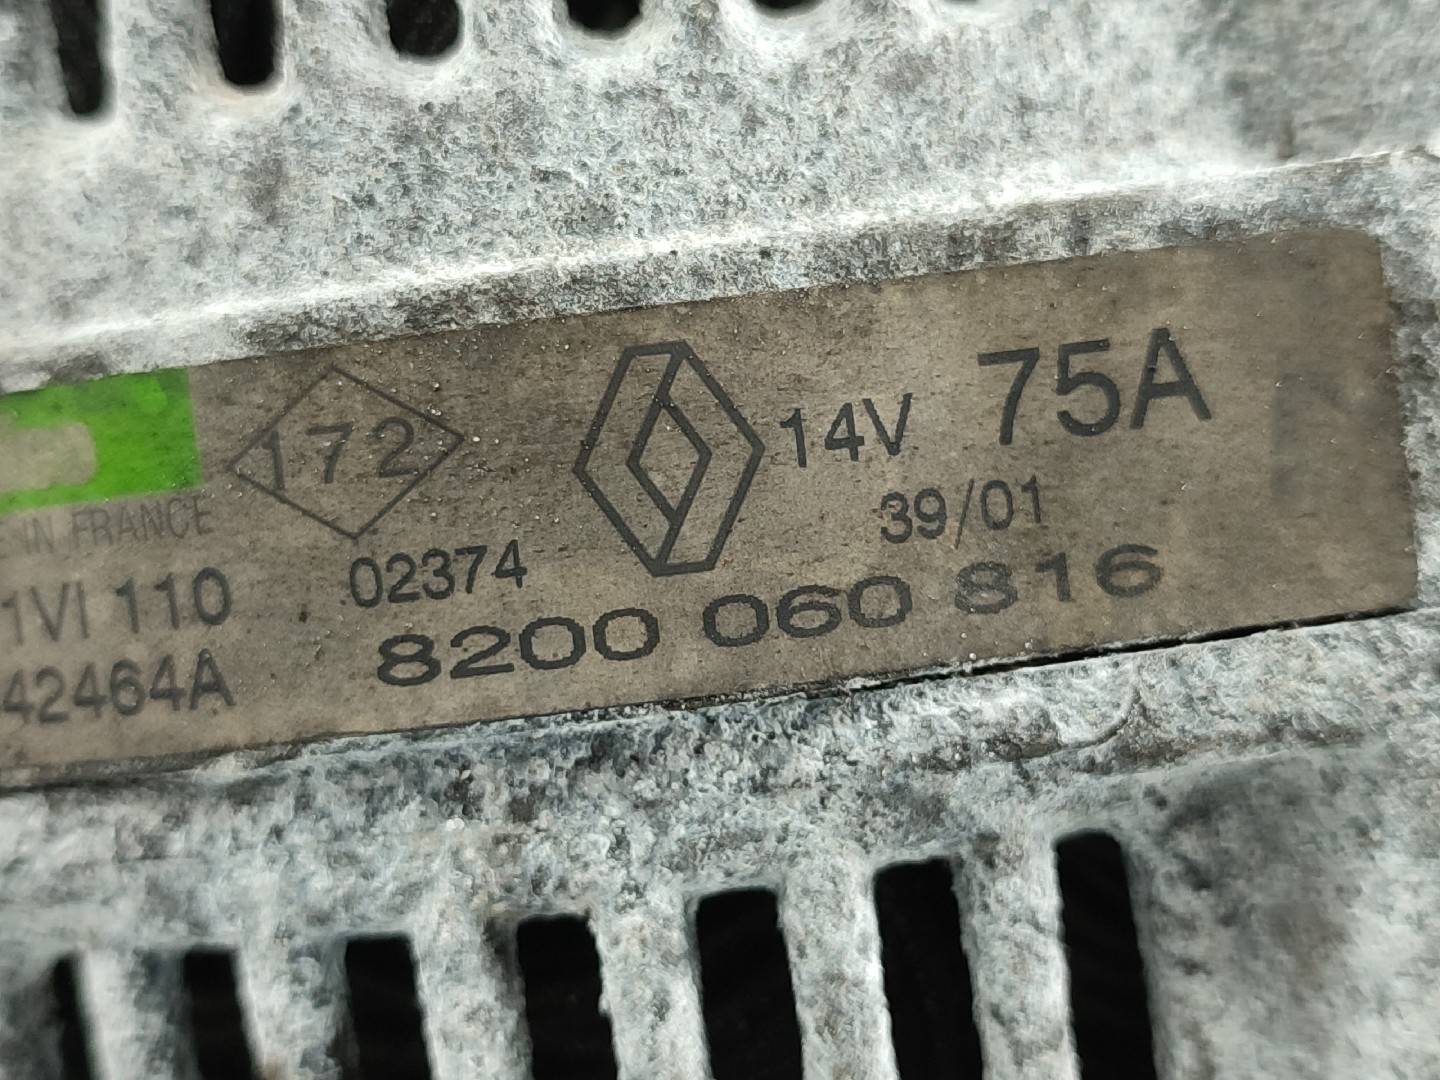 172
14V 75A
39/01
IN FRANCE
02374
1VI 110
8200 060 816
42464A